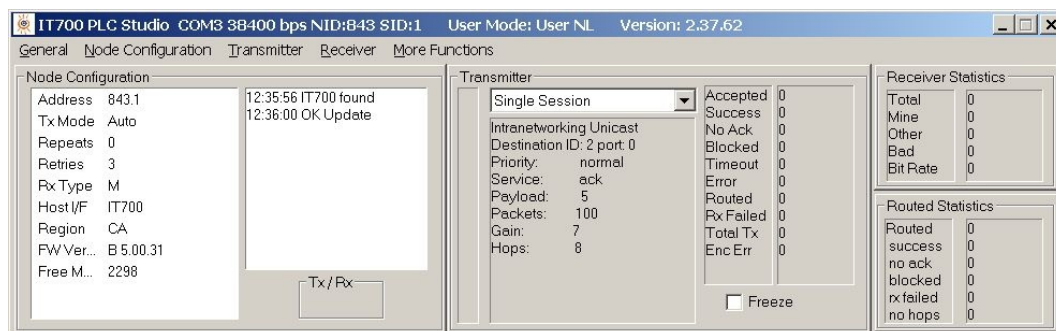 IT700 PLC Studio COM3 38400 bps NID:843 SID:1 User Mode: User NL Version: 2.37.62
General Node Configuration Transmitter Receiver More Functions
Node Configuration
Address 843.1
Tx Mode Auto
Repeats 0
Retries 3
Rx Type M
Host I/F IT700
Region CA
FW Ver... B 5.00.31
Free M... 2298
12:35:56 IT700 found
12:36:00 OK Update
Tx / Rx
Transmitter
Single Session
Intranetworking Unicast
Destination ID: 2 port: 0
Priority: normal
Service: ack
Payload: 5
Packets: 100
Gain: 7
Hops: 8
Accepted 0
Success 0
No Ack 0
Blocked 0
Timeout 0
Error 0
Routed 0
Rx Failed 0
Total Tx 0
Enc Err 0
Freeze
Receiver Statistics
Total 0
Mine 0
Other 0
Bad 0
Bit Rate 0
Routed Statistics
Routed 0
success 0
no ack 0
blocked 0
rx failed 0
no hops 0